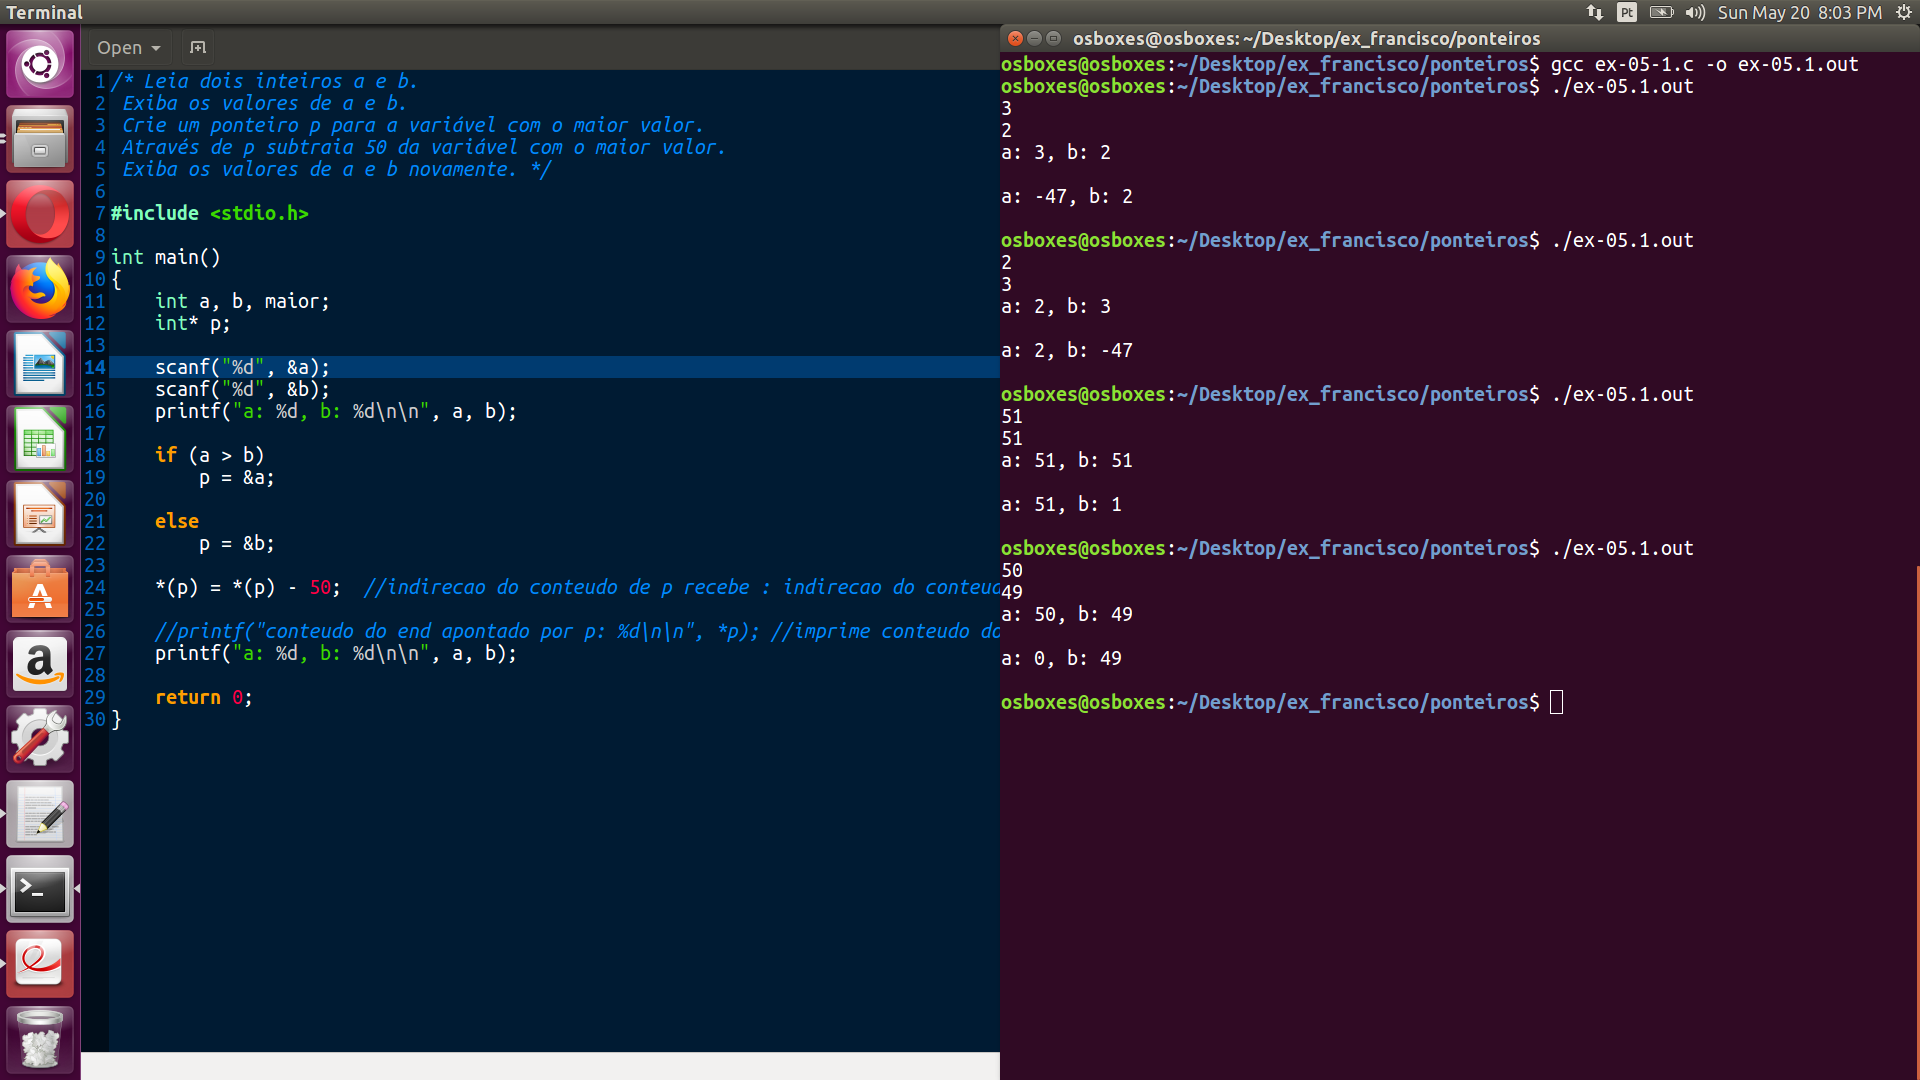 Terminal
Pt
Sun May 20 8:03 PM
Open
1 /* Leia dois inteiros a e b.
2 Exiba os valores de a e b.
3 Crie um ponteiro p para a variável com o maior valor.
4 Através de p subtraia 50 da variável com o maior valor.
5 Exiba os valores de a e b novamente. */
6
7 #include <stdio.h>
8
9 int main()
10 {
11 int a, b, maior;
12 int* p;
13
14 scanf("%d", &a);
15 scanf("%d", &b);
16 printf("a: %d, b: %d\n\n", a, b);
17
18 if (a > b)
19 p = &a;
20
21 else
22 p = &b;
23
24 *(p) = *(p) - 50; //indirecao do conteudo de p recebe : indirecao do conteud
25
26 //printf("conteudo do end apontado por p: %d\n\n", *p); //imprime conteudo do
27 printf("a: %d, b: %d\n\n", a, b);
28
29 return 0;
30 }
osboxes@osboxes: ~/Desktop/ex_francisco/ponteiros
osboxes@osboxes:~/Desktop/ex_francisco/ponteiros$ gcc ex-05-1.c -o ex-05.1.out
osboxes@osboxes:~/Desktop/ex_francisco/ponteiros$ ./ex-05.1.out
3
2
a: 3, b: 2
a: -47, b: 2
osboxes@osboxes:~/Desktop/ex_francisco/ponteiros$ ./ex-05.1.out
2
3
a: 2, b: 3
a: 2, b: -47
osboxes@osboxes:~/Desktop/ex_francisco/ponteiros$ ./ex-05.1.out
51
51
a: 51, b: 51
a: 51, b: 1
osboxes@osboxes:~/Desktop/ex_francisco/ponteiros$ ./ex-05.1.out
50
49
a: 50, b: 49
a: 0, b: 49
osboxes@osboxes:~/Desktop/ex_francisco/ponteiros$